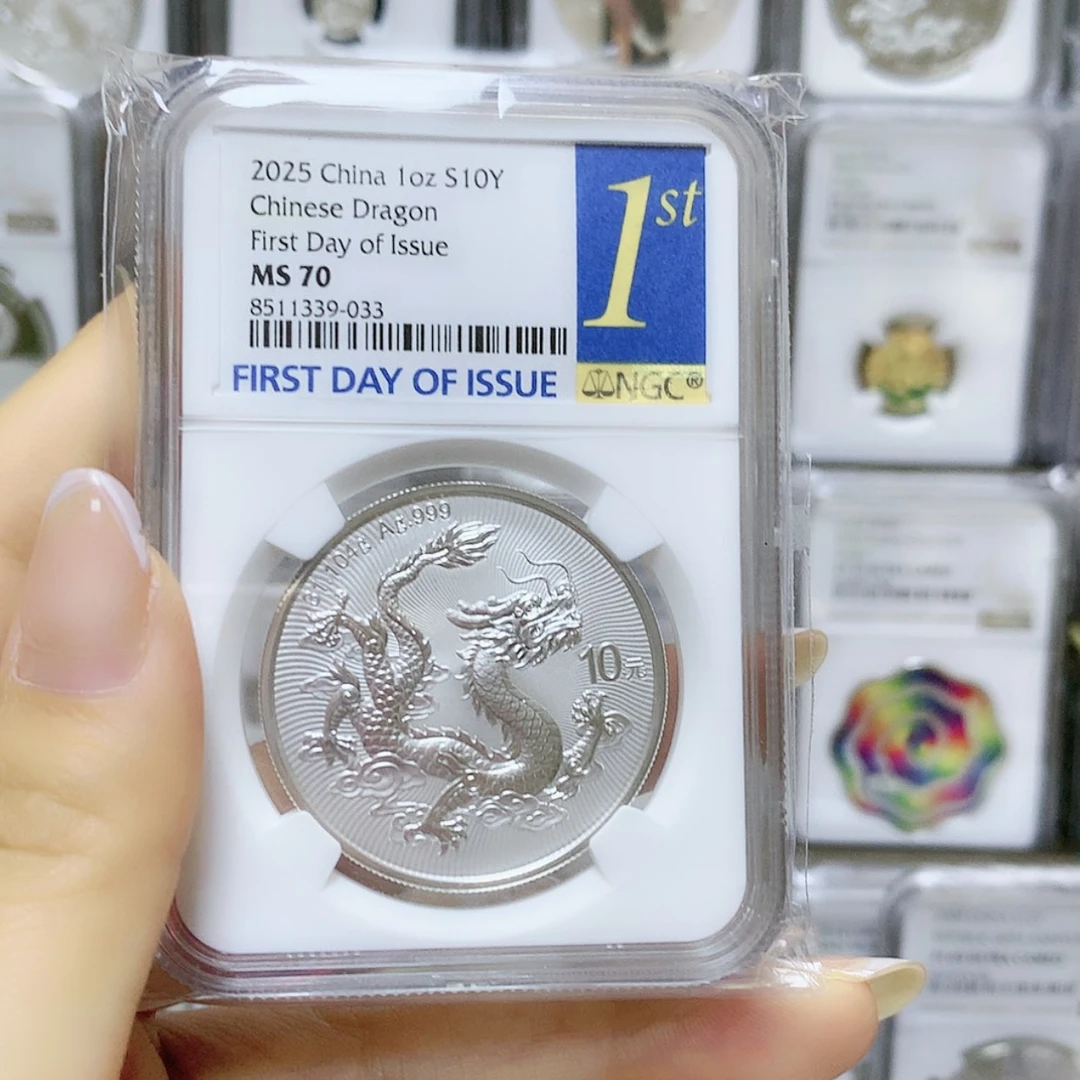 2025 China 1oz S10Y
Chinese Dragon
First Day of Issue
MS 70
8511339-033
FIRST DAY OF ISSUE
1st
NGC®
Ag.999
10元